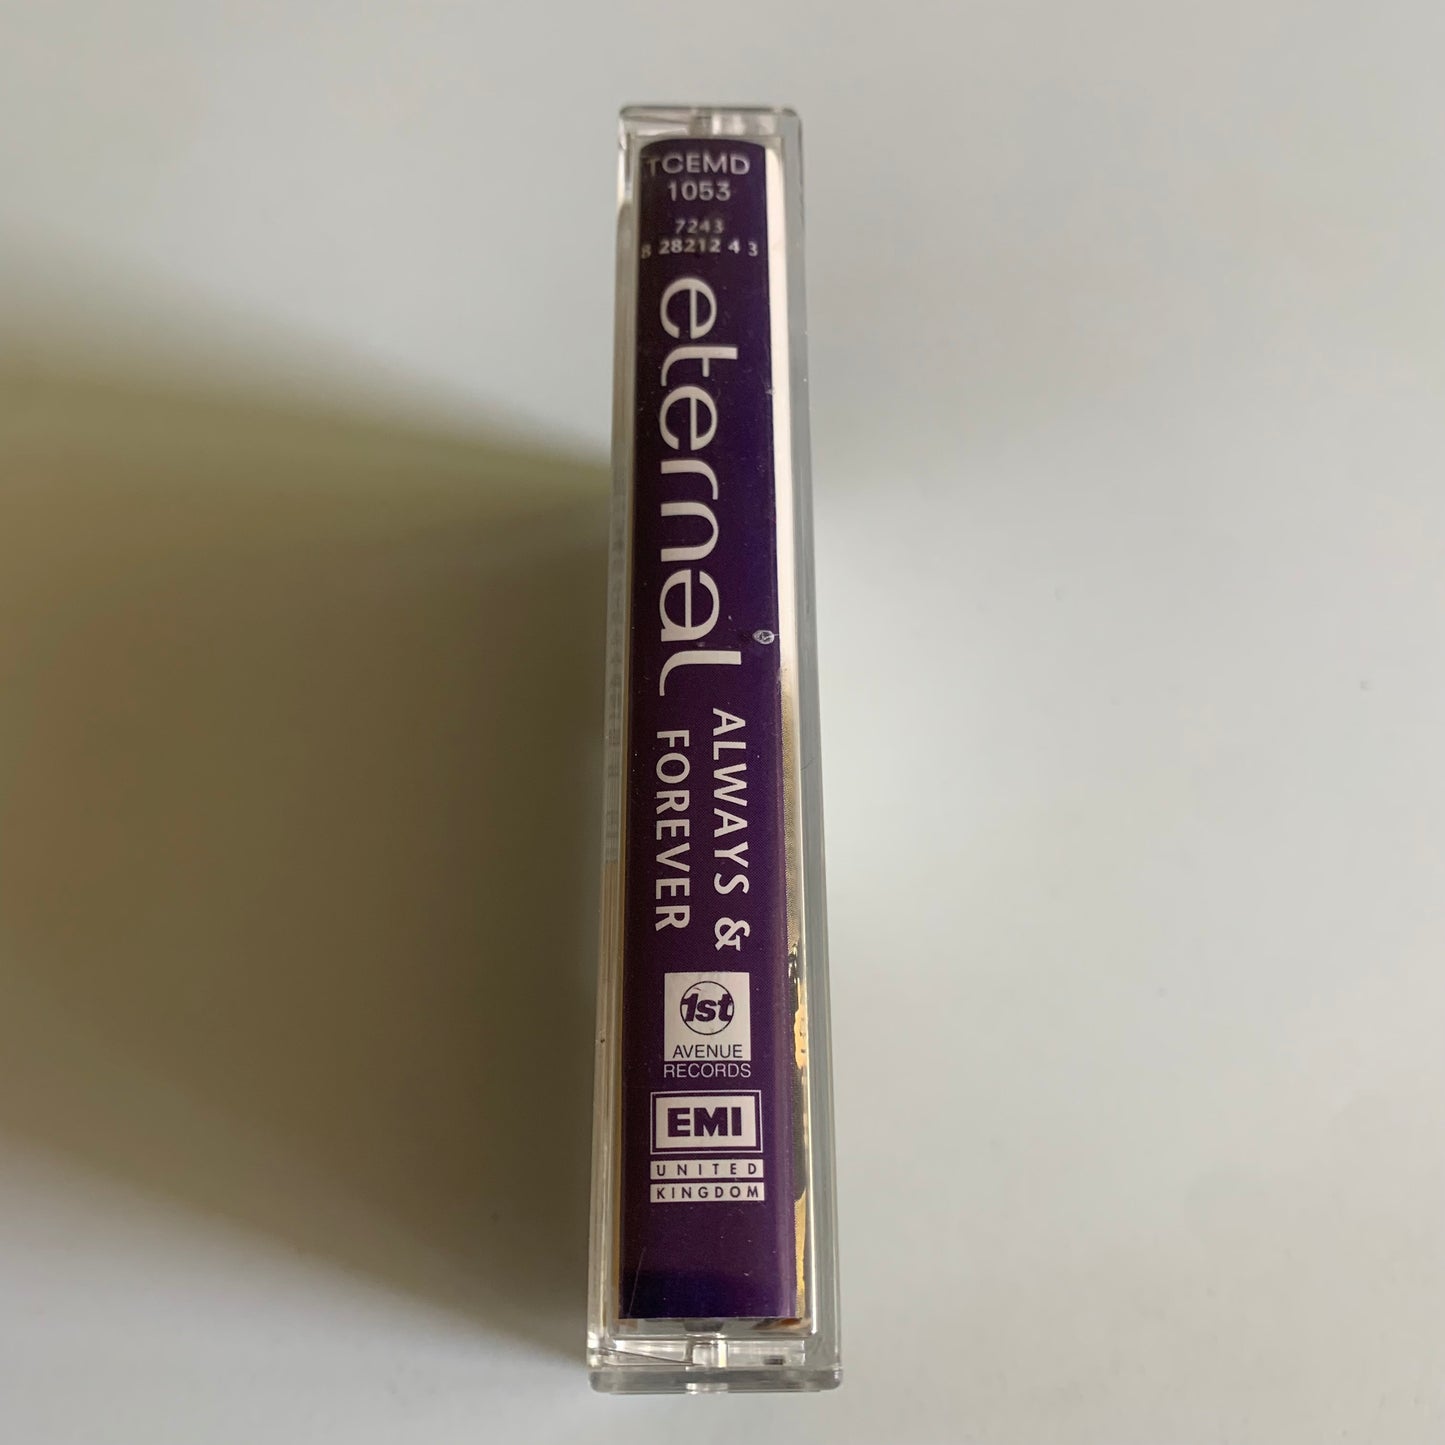 TCEMD
1053
7243
8 28212 4 3
eternal
ALWAYS &
FOREVER
1st
AVENUE
RECORDS
EMI
UNITED
KINGDOM